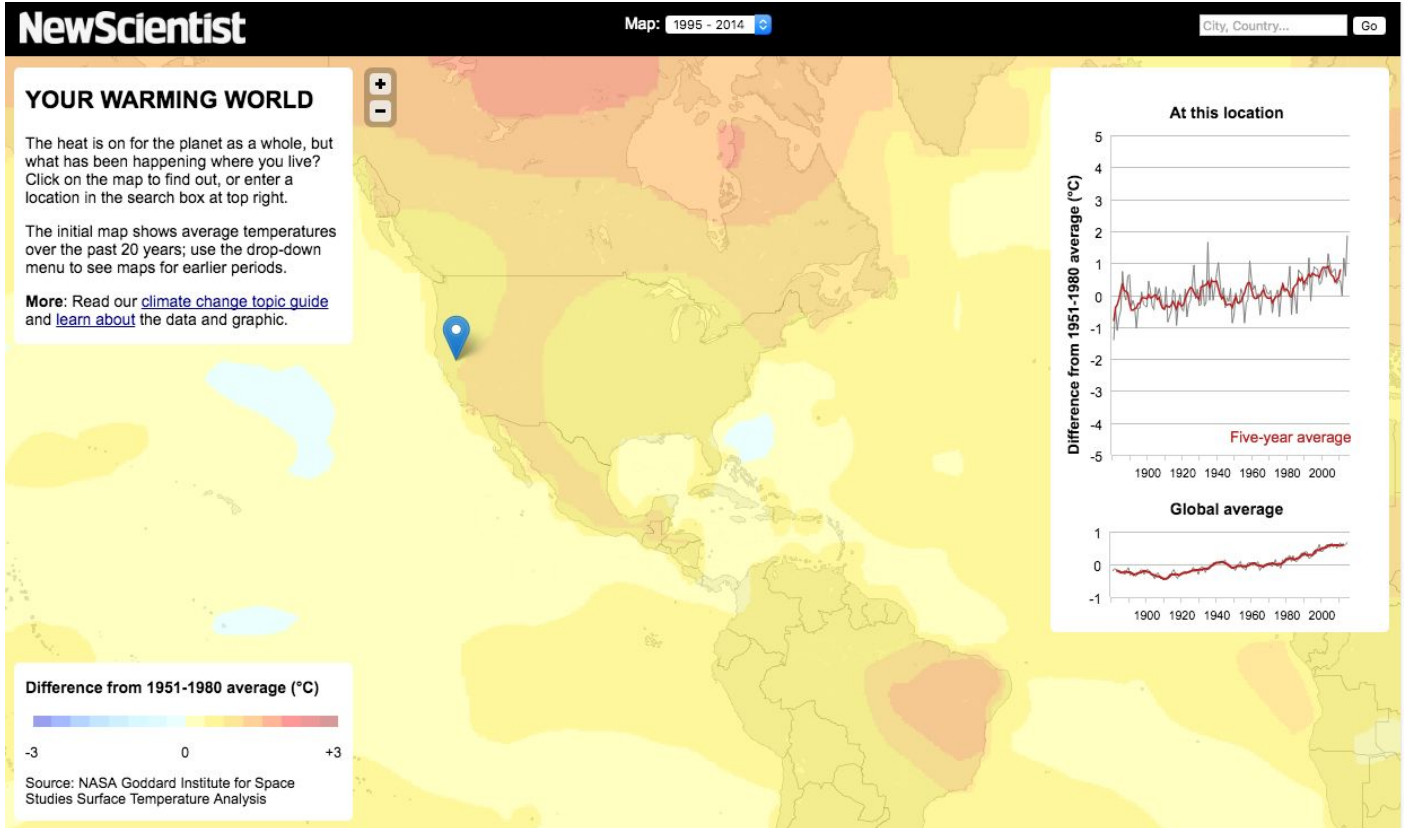 NewScientist
Map: 1995 - 2014
City, Country...
Go
+
-
YOUR WARMING WORLD
The heat is on for the planet as a whole, but
what has been happening where you live?
Click on the map to find out, or enter a
location in the search box at top right.
The initial map shows average temperatures
over the past 20 years; use the drop-down
menu to see maps for earlier periods.
More: Read our climate change topic guide
and learn about the data and graphic.
Difference from 1951-1980 average (°C)
-3 0 +3
Source: NASA Goddard Institute for Space
Studies Surface Temperature Analysis
At this location
Difference from 1951-1980 average (°C)
5
4
3
2
1
0
-1
-2
-3
-4
-5
Five-year average
1900 1920 1940 1960 1980 2000
Global average
1
0
-1
1900 1920 1940 1960 1980 2000